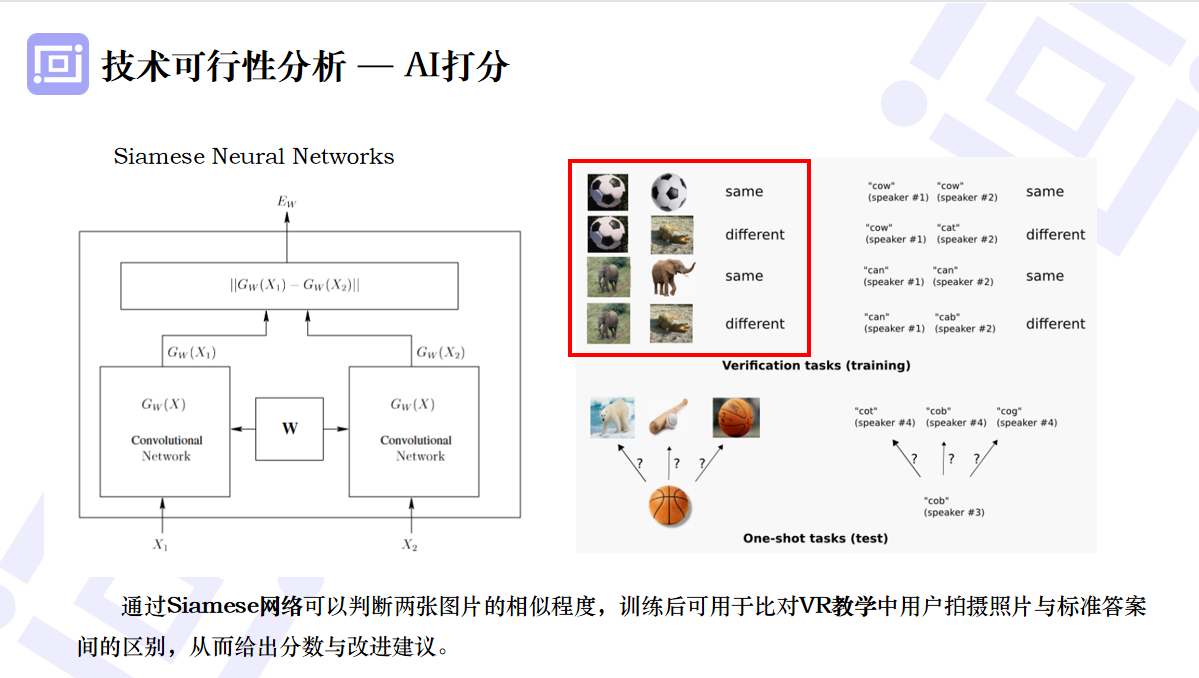 技术可行性分析 — AI打分
Siamese Neural Networks
E_W
||G_W(X_1) − G_W(X_2)||
G_W(X_1)
G_W(X_2)
G_W(X)
Convolutional
Network
W
G_W(X)
Convolutional
Network
X_1
X_2
same
different
same
different
"cow" "cow"
(speaker #1) (speaker #2)
same
"cow" "cat"
(speaker #1) (speaker #2)
different
"can" "can"
(speaker #1) (speaker #2)
same
"can" "cab"
(speaker #1) (speaker #2)
different
Verification tasks (training)
? ? ?
"cot" "cob" "cog"
(speaker #4) (speaker #4) (speaker #4)
? ? ?
"cob"
(speaker #3)
One-shot tasks (test)
通过Siamese网络可以判断两张图片的相似程度，训练后可用于比对VR教学中用户拍摄照片与标准答案
间的区别，从而给出分数与改进建议。